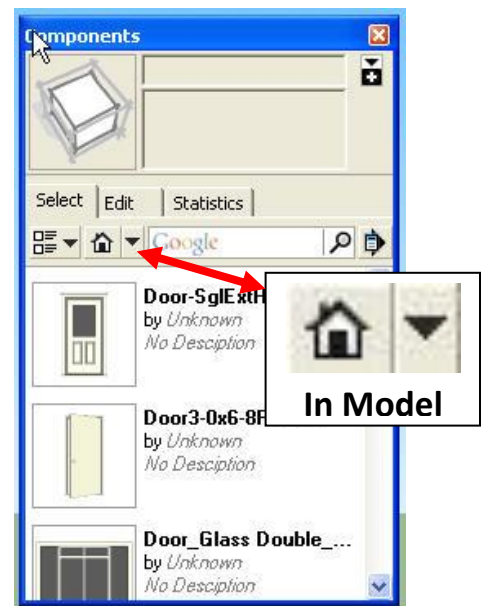 Components
Select
Edit
Statistics
Google
Door-SglExtH
by Unknown
No Desciption
In Model
Door3-0x6-8F
by Unknown
No Desciption
Door_Glass Double_...
by Unknown
No Desciption